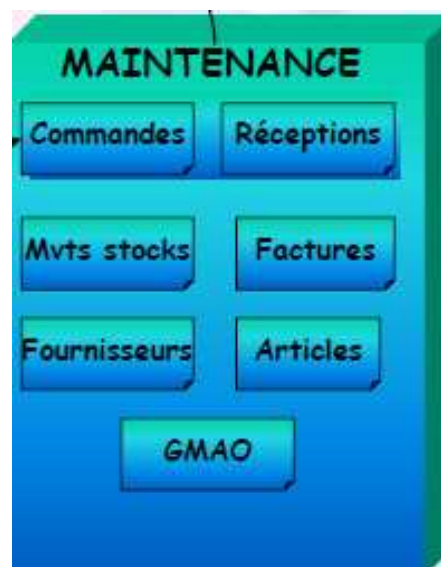 MAINTENANCE
Commandes Réceptions
Mvts stocks Factures
Fournisseurs Articles
GMAO